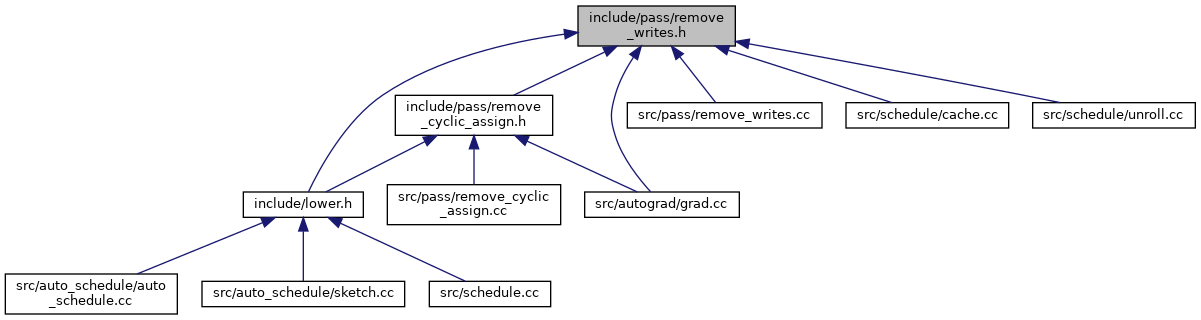 include/pass/remove
_writes.h
include/pass/remove
_cyclic_assign.h
src/pass/remove_writes.cc
src/schedule/cache.cc
src/schedule/unroll.cc
include/lower.h
src/pass/remove_cyclic
_assign.cc
src/autograd/grad.cc
src/auto_schedule/auto
_schedule.cc
src/auto_schedule/sketch.cc
src/schedule.cc